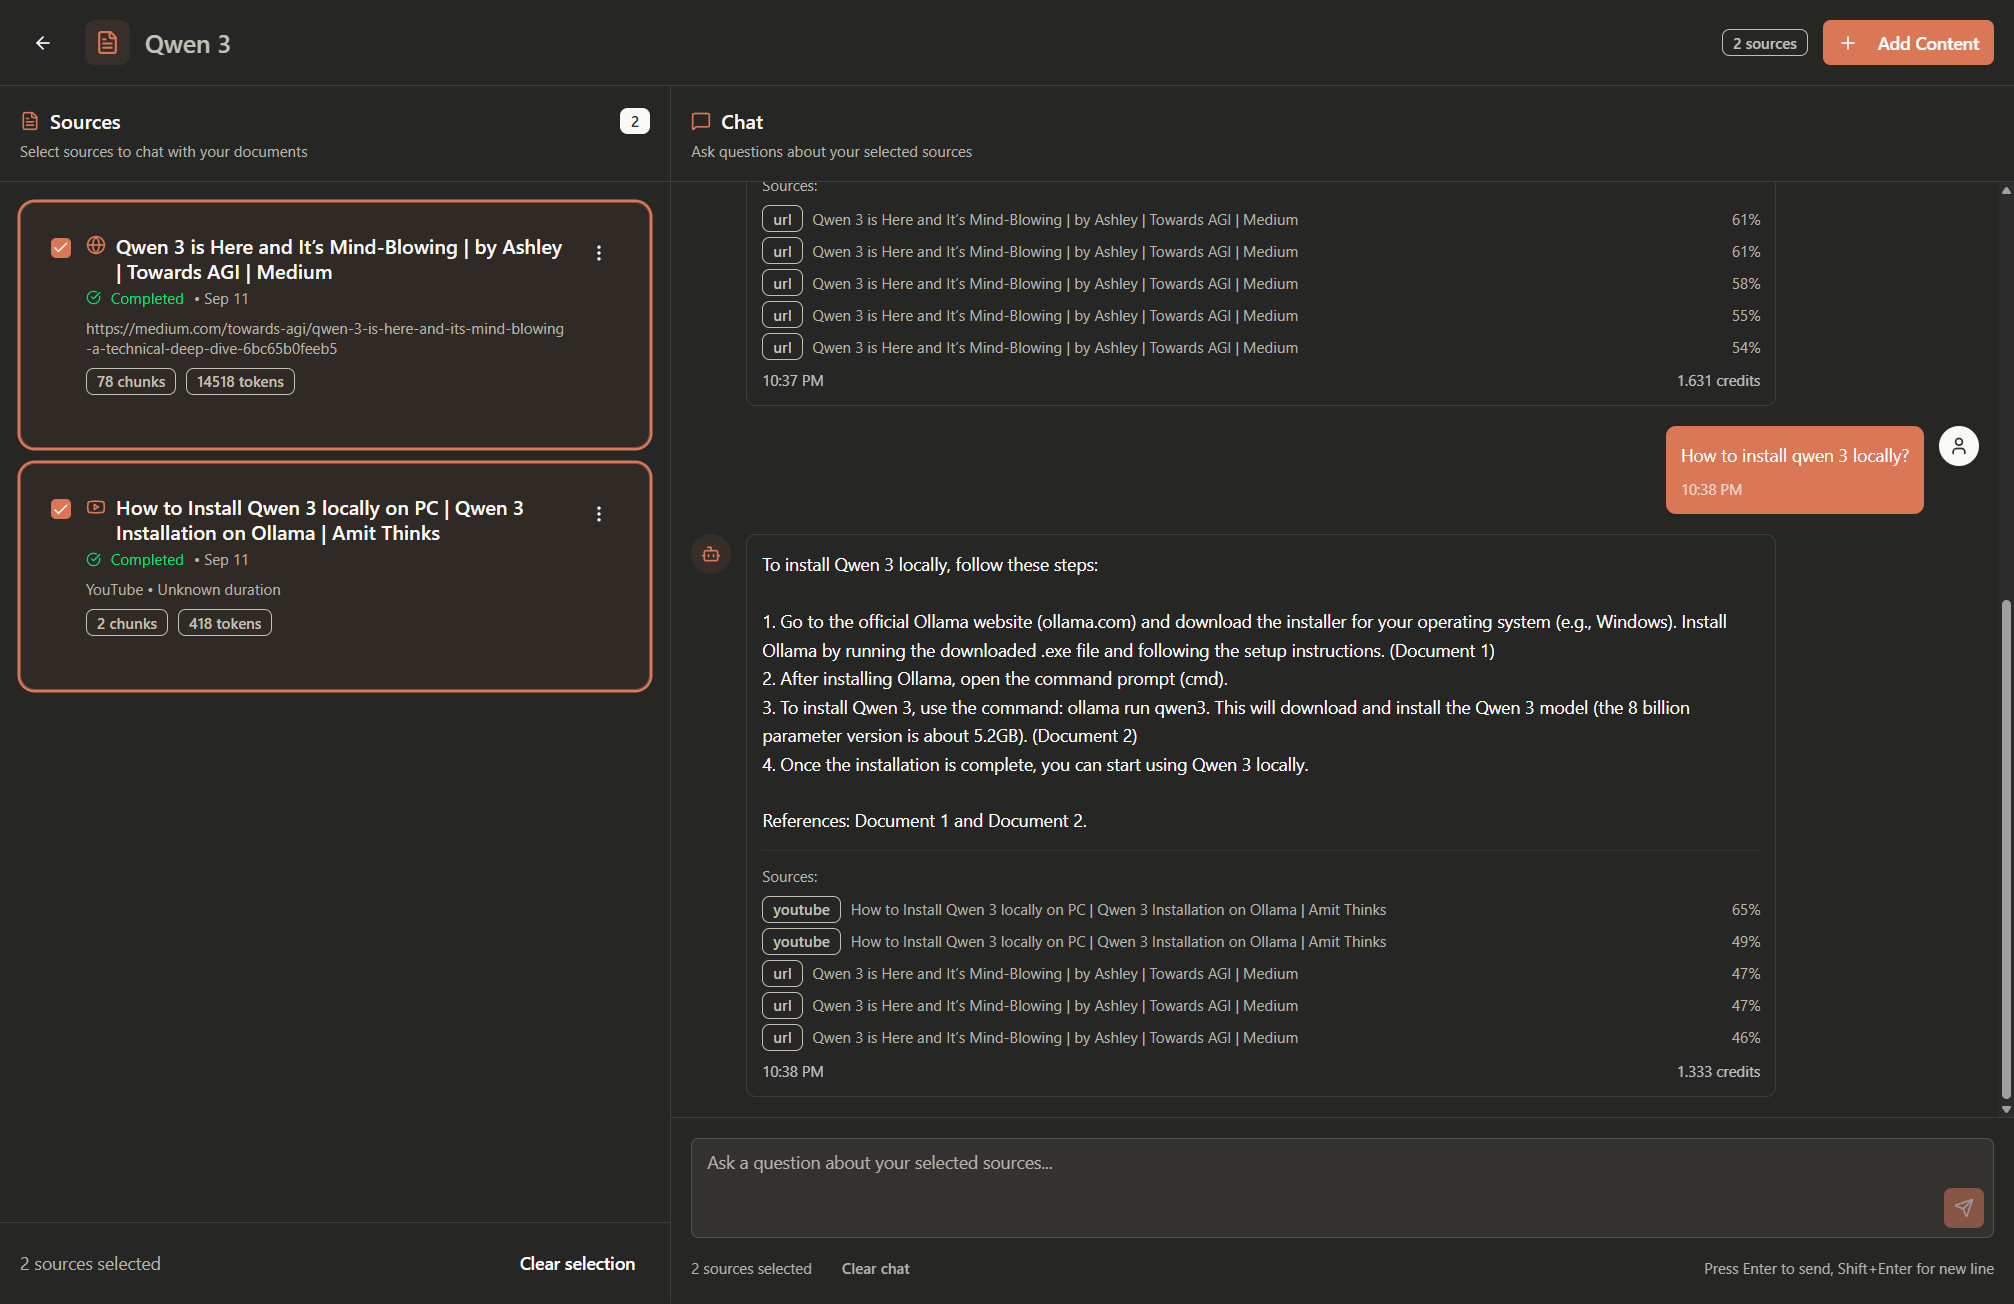 Qwen 3
2 sources
Add Content
Sources
2
Select sources to chat with your documents
Qwen 3 is Here and It’s Mind-Blowing | by Ashley
| Towards AGI | Medium
Completed • Sep 11
https://medium.com/towards-agi/qwen-3-is-here-and-its-mind-blowing
-a-technical-deep-dive-6bc65b0feeb5
78 chunks 14518 tokens
How to Install Qwen 3 locally on PC | Qwen 3
Installation on Ollama | Amit Thinks
Completed • Sep 11
YouTube • Unknown duration
2 chunks 418 tokens
2 sources selected
Clear selection
Chat
Ask questions about your selected sources
Sources:
url Qwen 3 is Here and It’s Mind-Blowing | by Ashley | Towards AGI | Medium 61%
url Qwen 3 is Here and It’s Mind-Blowing | by Ashley | Towards AGI | Medium 61%
url Qwen 3 is Here and It’s Mind-Blowing | by Ashley | Towards AGI | Medium 58%
url Qwen 3 is Here and It’s Mind-Blowing | by Ashley | Towards AGI | Medium 55%
url Qwen 3 is Here and It’s Mind-Blowing | by Ashley | Towards AGI | Medium 54%
10:37 PM 1.631 credits
How to install qwen 3 locally?
10:38 PM
To install Qwen 3 locally, follow these steps:
1. Go to the official Ollama website (ollama.com) and download the installer for your operating system (e.g., Windows). Install
Ollama by running the downloaded .exe file and following the setup instructions. (Document 1)
2. After installing Ollama, open the command prompt (cmd).
3. To install Qwen 3, use the command: ollama run qwen3. This will download and install the Qwen 3 model (the 8 billion
parameter version is about 5.2GB). (Document 2)
4. Once the installation is complete, you can start using Qwen 3 locally.
References: Document 1 and Document 2.
Sources:
youtube How to Install Qwen 3 locally on PC | Qwen 3 Installation on Ollama | Amit Thinks 65%
youtube How to Install Qwen 3 locally on PC | Qwen 3 Installation on Ollama | Amit Thinks 49%
url Qwen 3 is Here and It’s Mind-Blowing | by Ashley | Towards AGI | Medium 47%
url Qwen 3 is Here and It’s Mind-Blowing | by Ashley | Towards AGI | Medium 47%
url Qwen 3 is Here and It’s Mind-Blowing | by Ashley | Towards AGI | Medium 46%
10:38 PM 1.333 credits
Ask a question about your selected sources...
2 sources selected Clear chat
Press Enter to send, Shift+Enter for new line